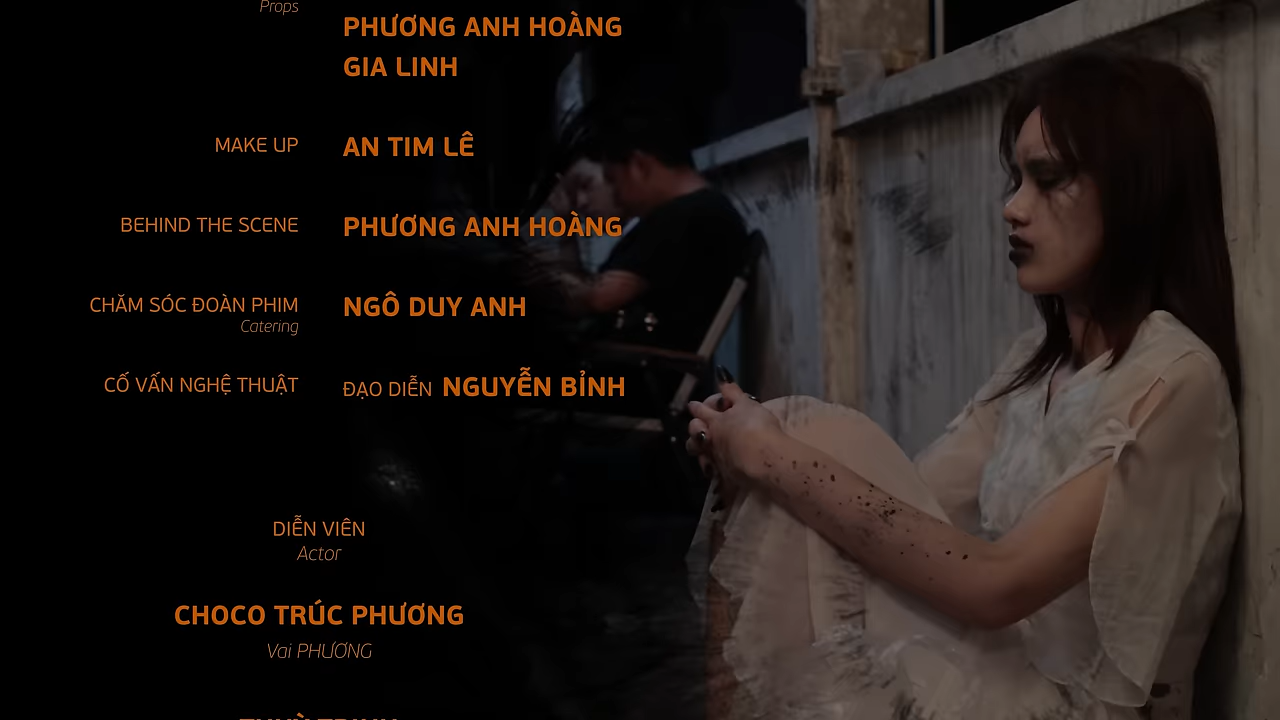 Props
PHƯƠNG ANH HOÀNG
GIA LINH
MAKE UP
AN TIM LÊ
BEHIND THE SCENE
PHƯƠNG ANH HOÀNG
CHĂM SÓC ĐOÀN PHIM
Catering
NGÔ DUY ANH
CỐ VẤN NGHỆ THUẬT
ĐẠO DIỄN NGUYỄN BỈNH
DIỄN VIÊN
Actor
CHOCO TRÚC PHƯƠNG
Vai PHƯƠNG